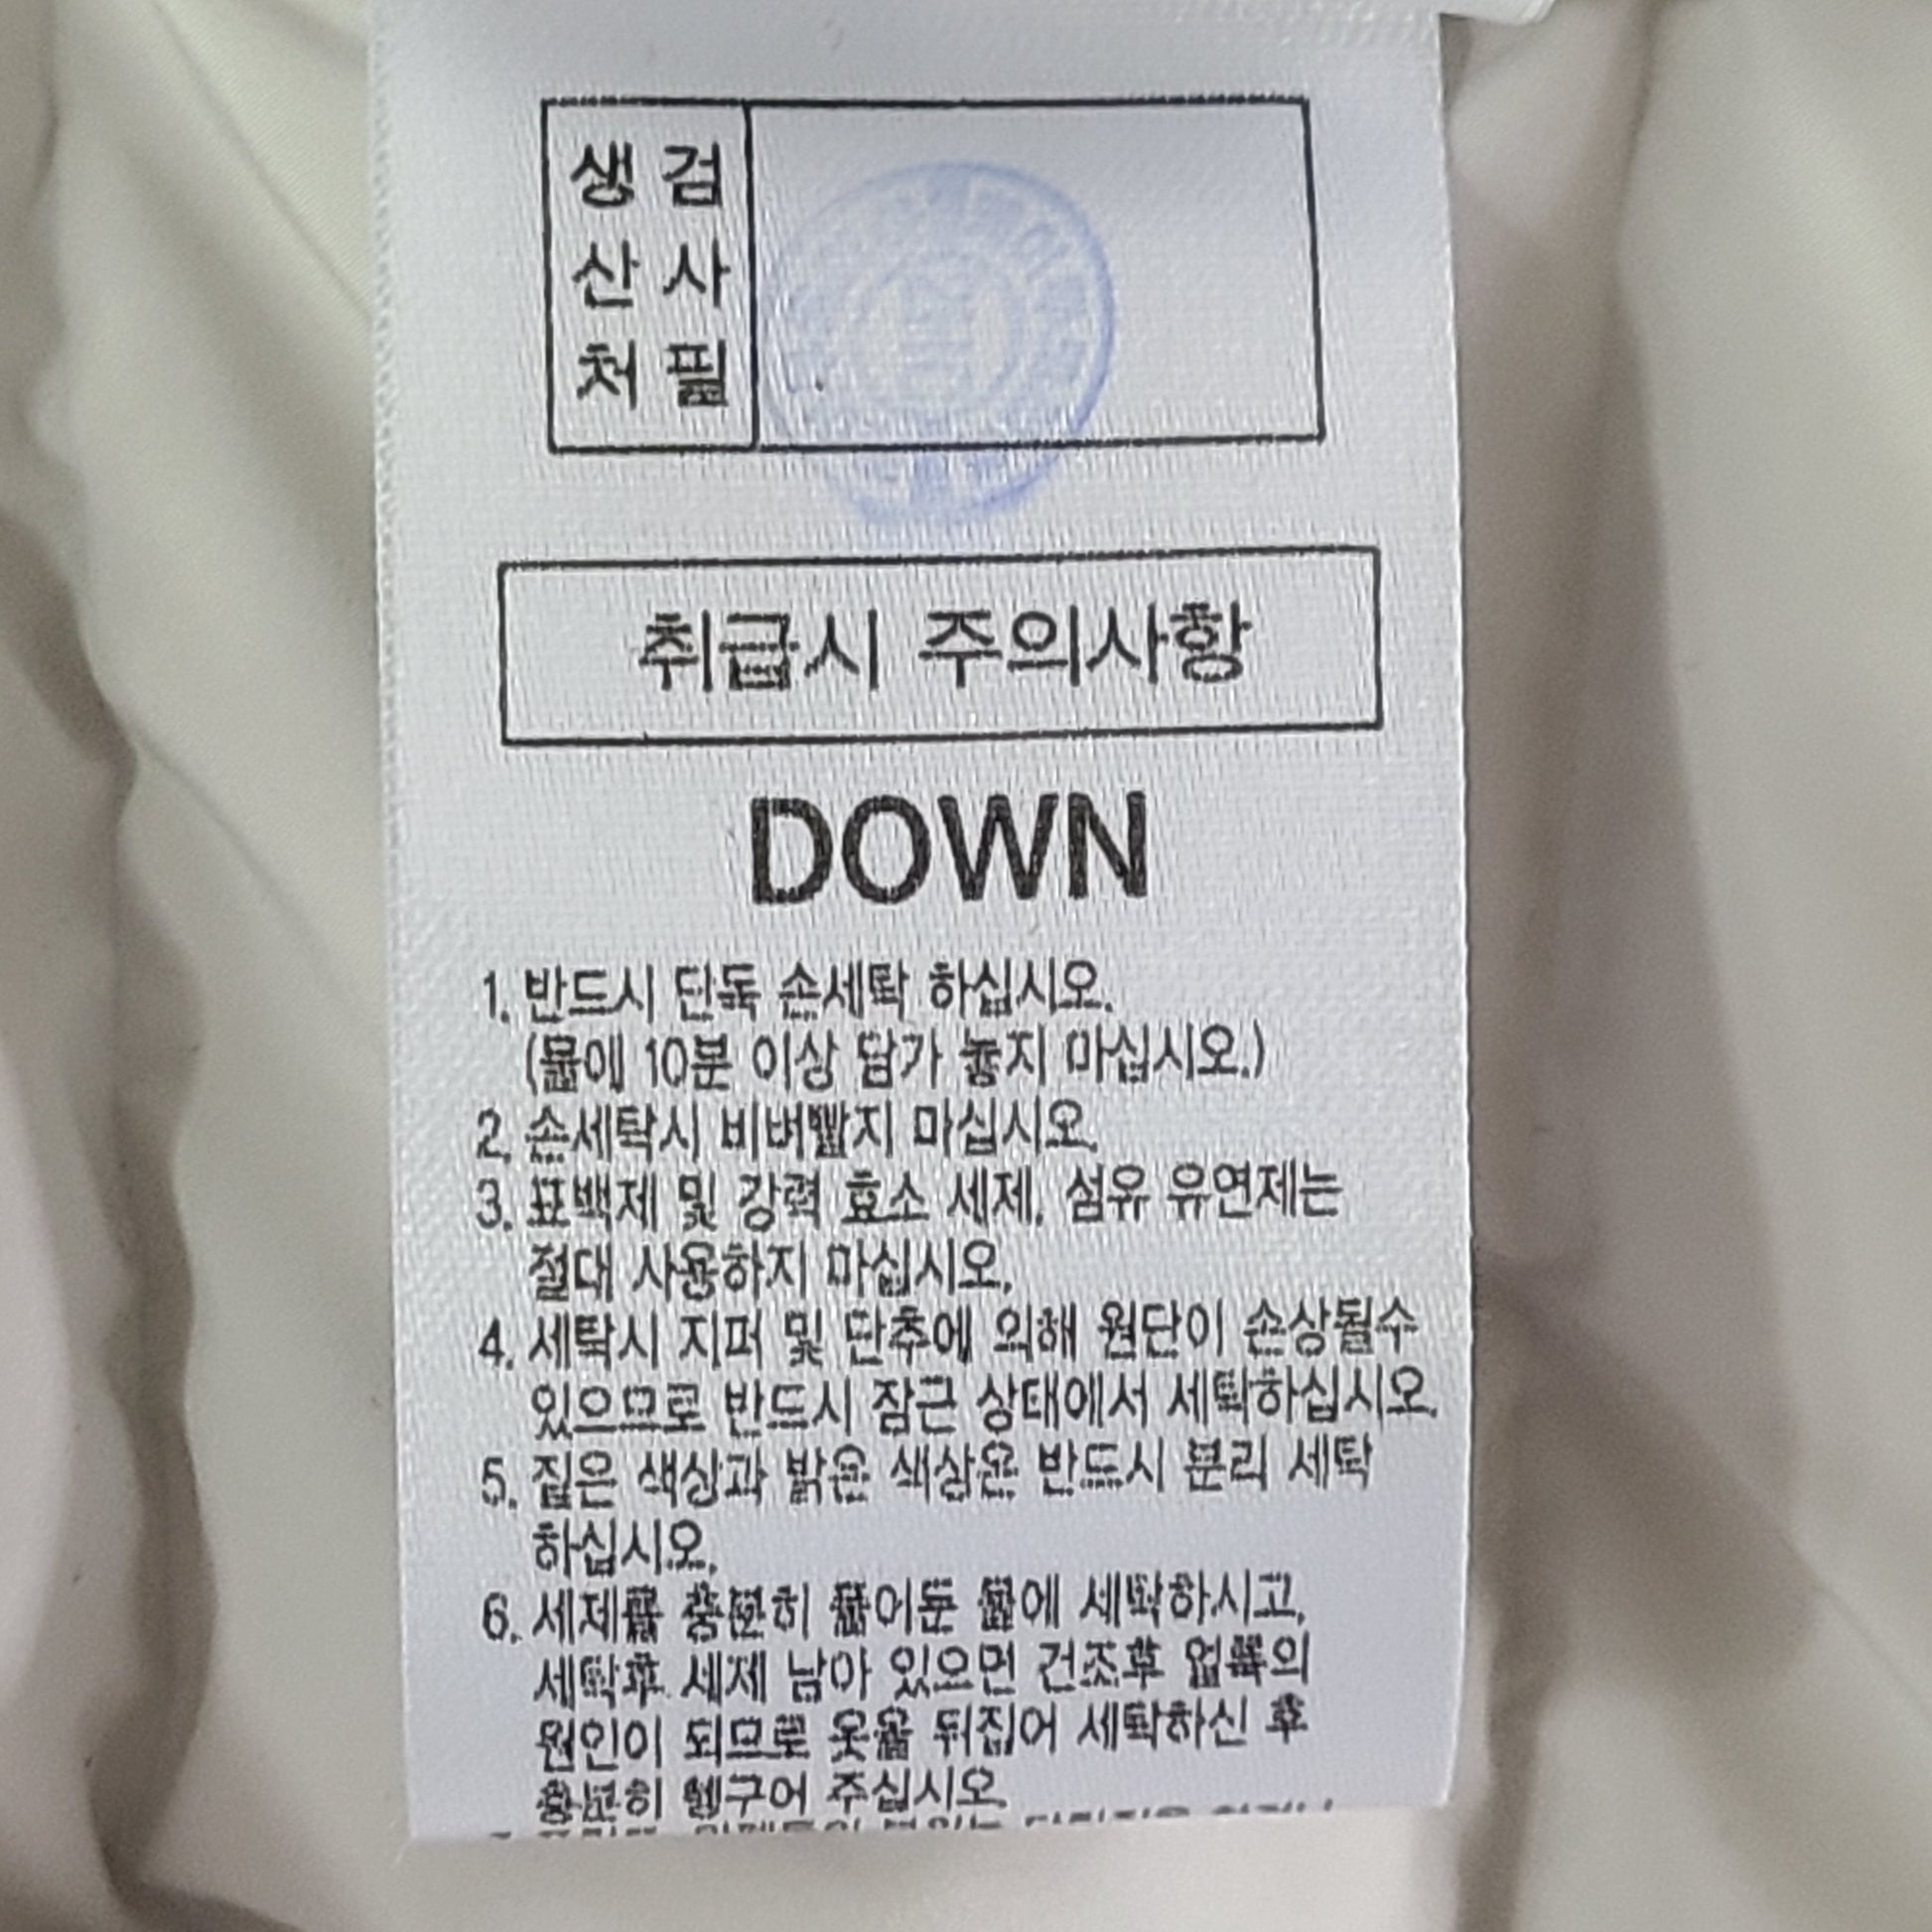 생 검
산 사
처 필
취급시 주의사항
DOWN
1. 반드시 단독 손세탁 하십시오.
(물에 10분 이상 담가 놓지 마십시오.)
2. 손세탁시 비벼빨지 마십시오.
3. 표백제 및 강력 효소 세제, 섬유 유연제는
절대 사용하지 마십시오.
4. 세탁시 지퍼 및 단추에 의해 원단이 손상될수
있으므로 반드시 잠근 상태에서 세탁하십시오.
5. 짙은 색상과 밝은 색상은 반드시 분리 세탁
하십시오.
6. 세제를 충분히 풀어둔 물에 세탁하시고,
세탁후 세제 남아 있으면 건조후 얼룩의
원인이 되므로 옷을 뒤집어 세탁하신 후
충분히 헹구어 주십시오